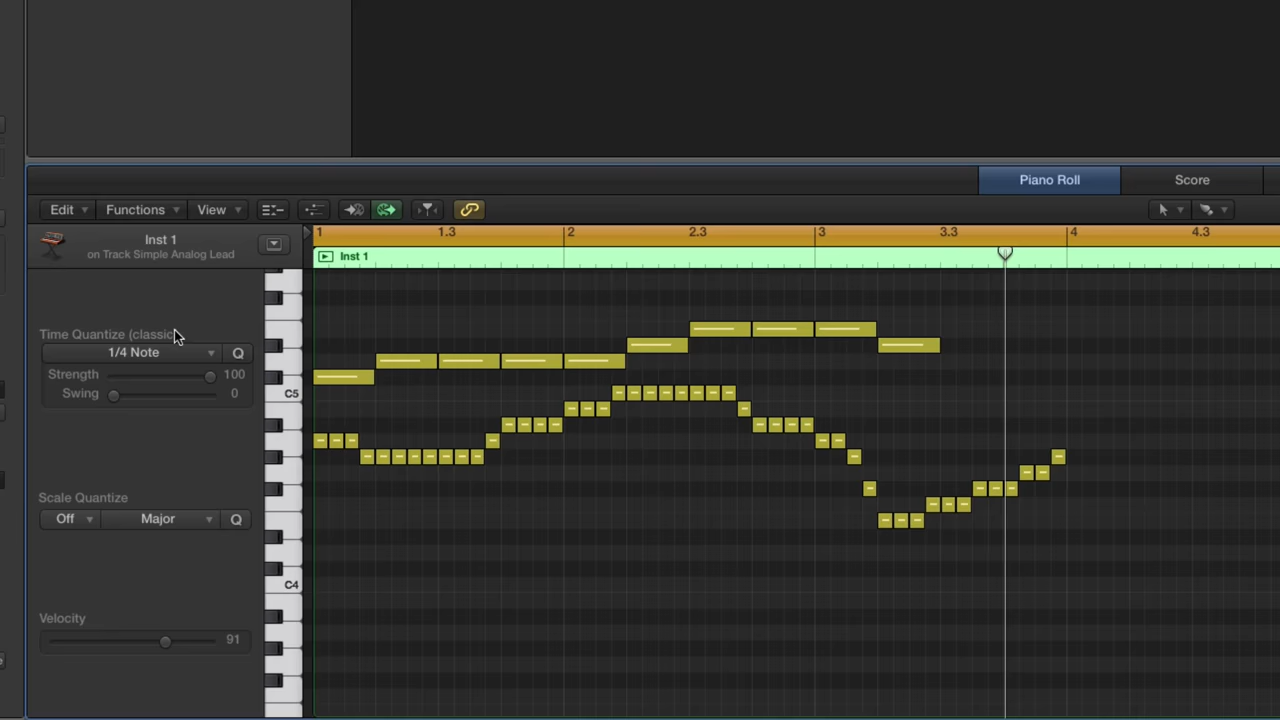 Piano Roll
Score
Edit
Functions
View
Inst 1
on Track Simple Analog Lead
1
1.3
2
2.3
3
3.3
4
4.3
Inst 1
Time Quantize (classic
1/4 Note
Q
Strength
100
Swing
0
C5
Scale Quantize
Off
Major
Q
C4
Velocity
91